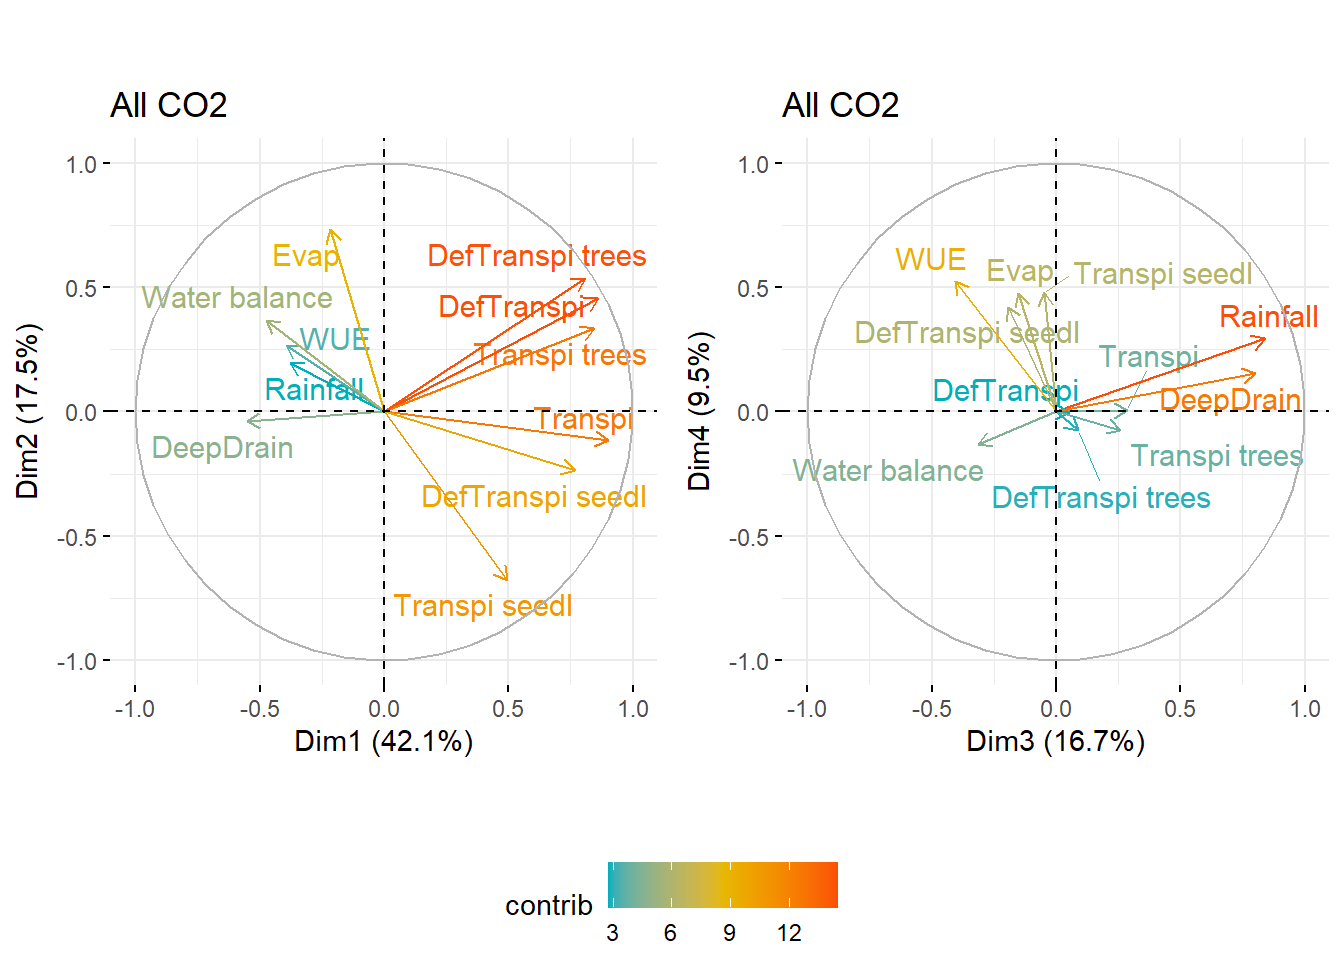 All CO2
1.0
0.5
0.0
-0.5
-1.0
Dim2 (17.5%)
Evap
Water balance
WUE
Rainfall
DeepDrain
DefTranspi trees
DefTranspi
Transpi trees
Transpi
DefTranspi seedl
Transpi seedl
-1.0 -0.5 0.0 0.5 1.0
Dim1 (42.1%)
All CO2
1.0
0.5
0.0
-0.5
-1.0
Dim4 (9.5%)
WUE
Evap
Transpi seedl
DefTranspi seedl
Rainfall
Transpi
DefTranspi
DeepDrain
Transpi trees
Water balance
DefTranspi trees
-1.0 -0.5 0.0 0.5 1.0
Dim3 (16.7%)
contrib
3 6 9 12